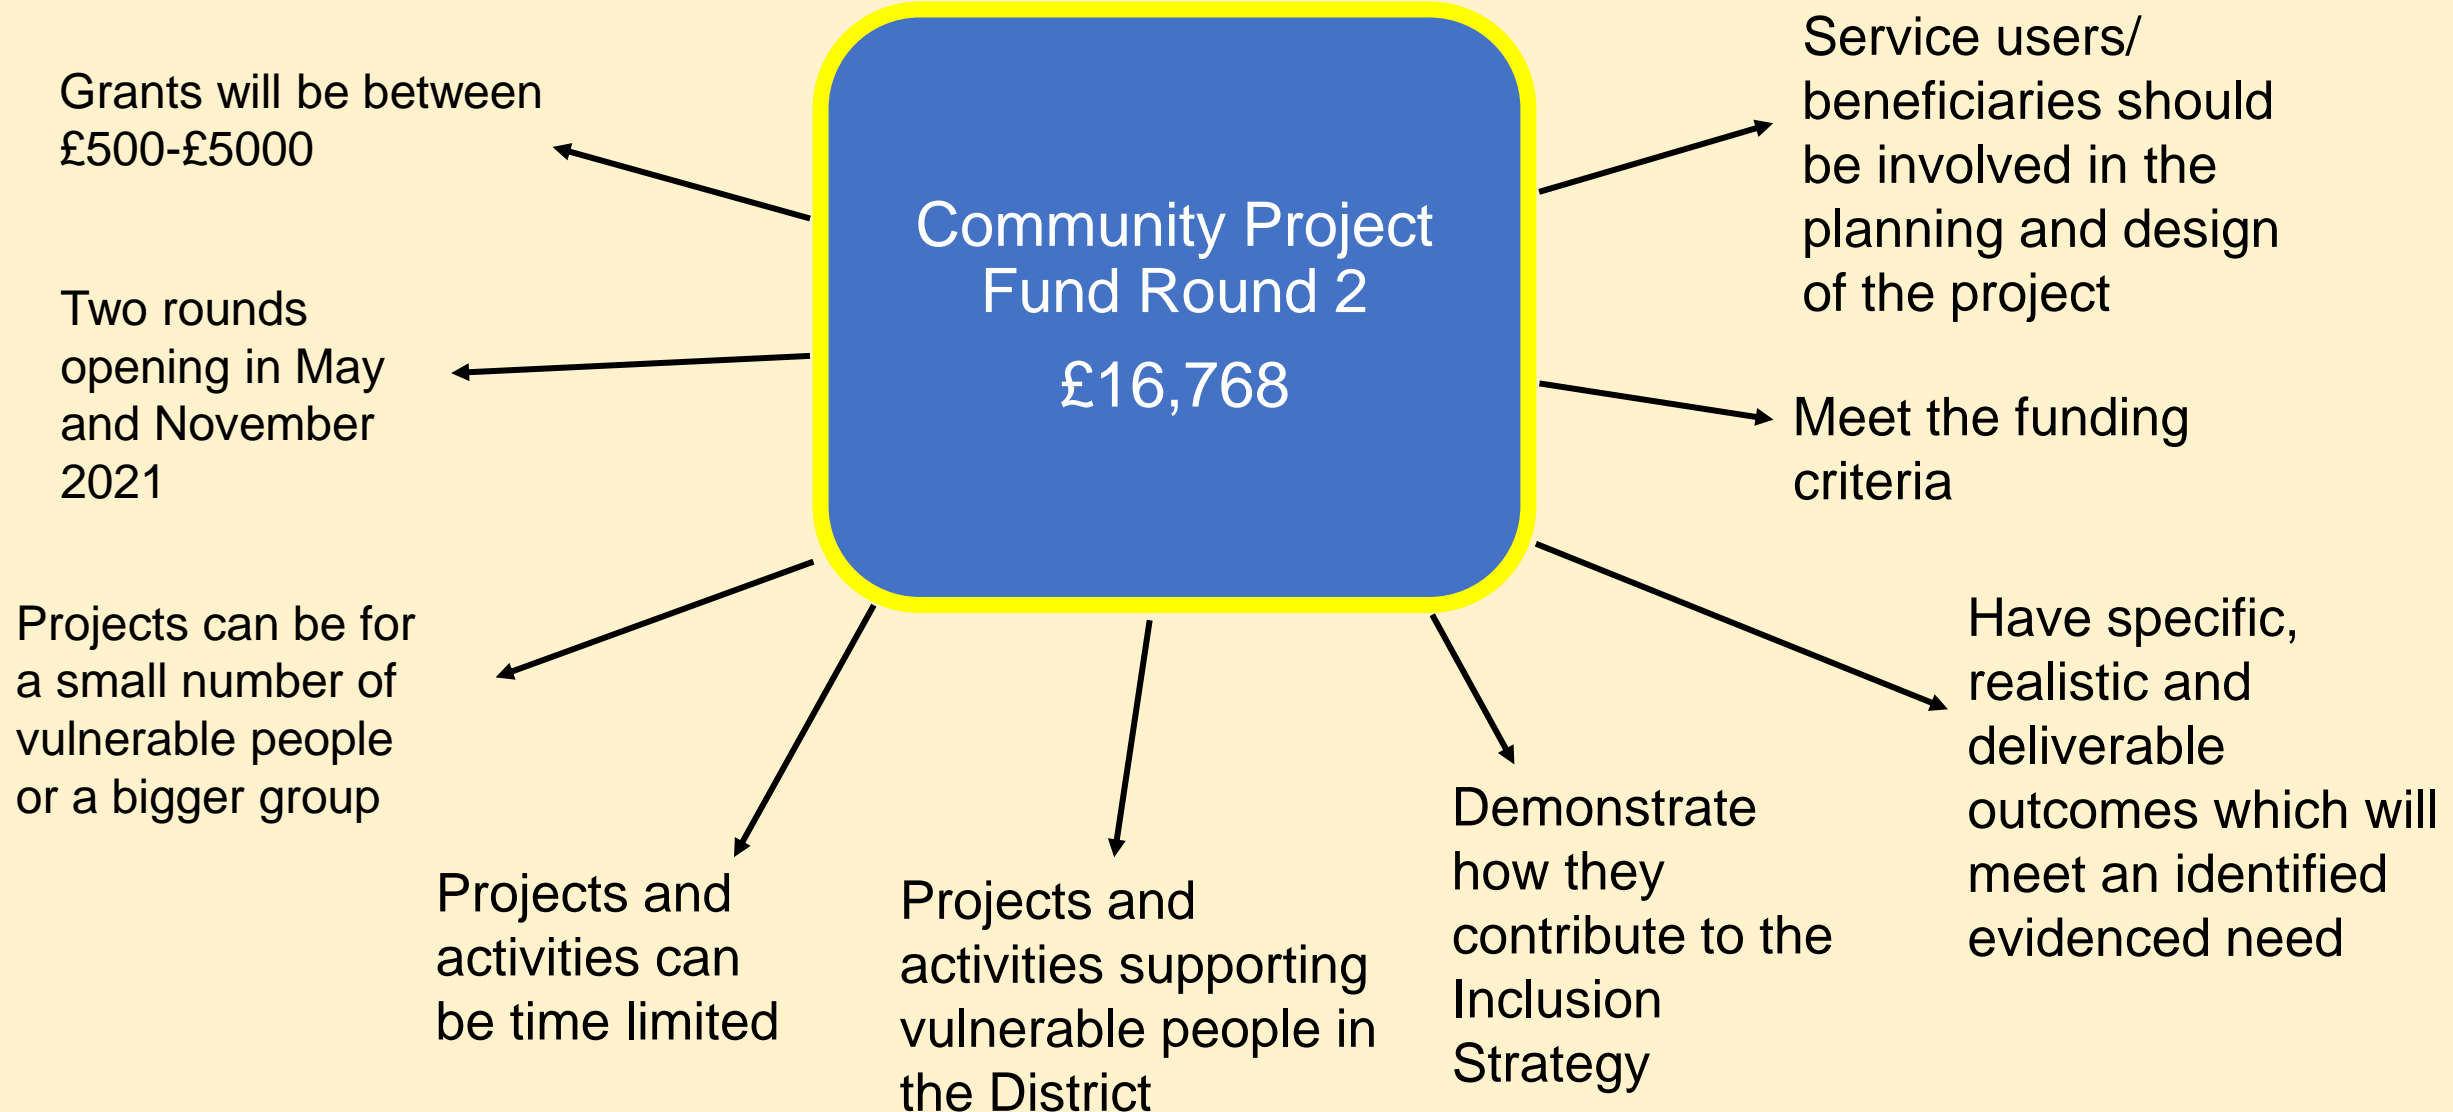 Grants will be between
£500-£5000
Two rounds
opening in May
and November
2021
Projects can be for
a small number of
vulnerable people
or a bigger group
Projects and
activities can
be time limited
Community Project
Fund Round 2
£16,768
Projects and
activities supporting
vulnerable people in
the District
Demonstrate
how they
contribute to the
Inclusion
Strategy
Service users/
beneficiaries should
be involved in the
planning and design
of the project
Meet the funding
criteria
Have specific,
realistic and
deliverable
outcomes which will
meet an identified
evidenced need